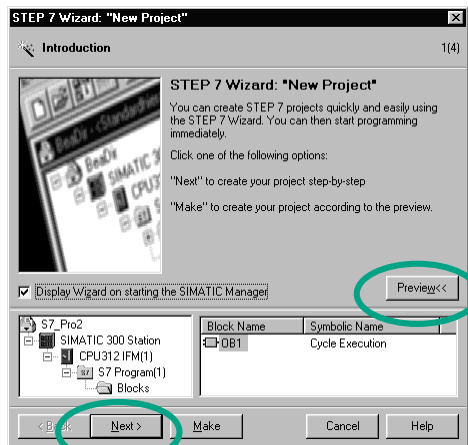 STEP 7 Wizard: "New Project"
Introduction
1(4)
STEP 7 Wizard: "New Project"
You can create STEP 7 projects quickly and easily using
the STEP 7 Wizard. You can then start programming
immediately.
Click one of the following options:
"Next" to create your project step-by-step
"Make" to create your project according to the preview.
Display Wizard on starting the SIMATIC Manager
Preview<<
S7_Pro2
SIMATIC 300 Station
CPU312 IFM(1)
S7 Program(1)
Blocks
Block Name Symbolic Name
OB1 Cycle Execution
< Back Next > Make Cancel Help